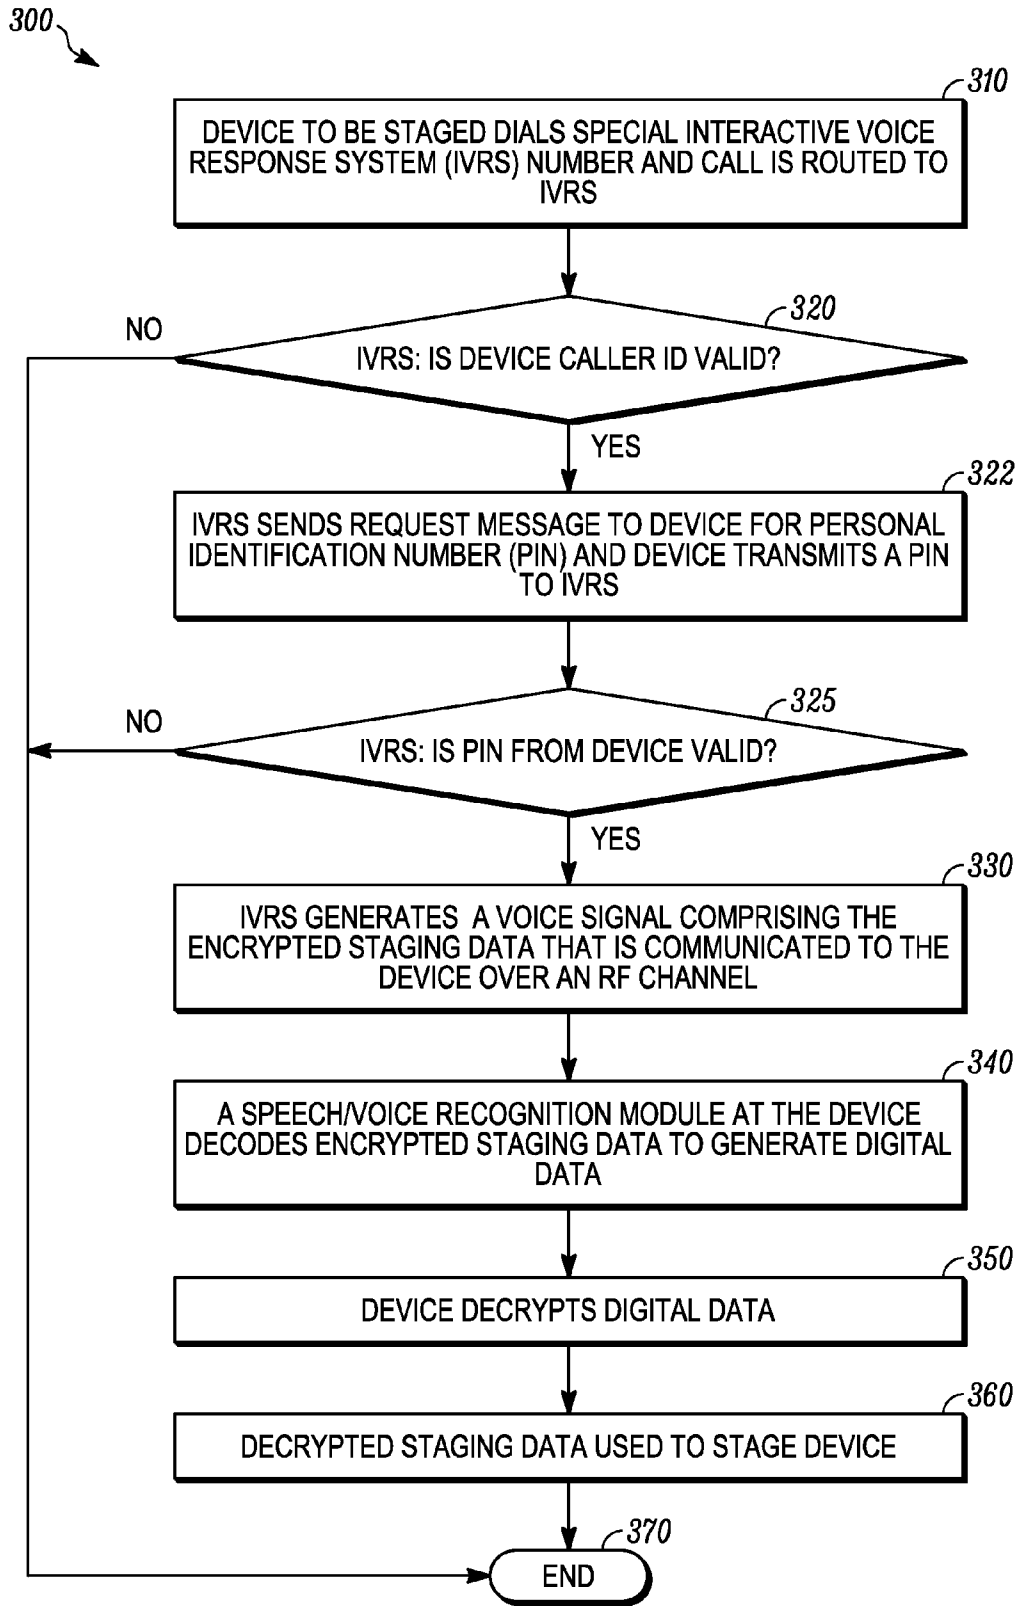 300
310
DEVICE TO BE STAGED DIALS SPECIAL INTERACTIVE VOICE
RESPONSE SYSTEM (IVRS) NUMBER AND CALL IS ROUTED TO
IVRS
320
NO
IVRS: IS DEVICE CALLER ID VALID?
YES
322
IVRS SENDS REQUEST MESSAGE TO DEVICE FOR PERSONAL
IDENTIFICATION NUMBER (PIN) AND DEVICE TRANSMITS A PIN
TO IVRS
325
NO
IVRS: IS PIN FROM DEVICE VALID?
YES
330
IVRS GENERATES A VOICE SIGNAL COMPRISING THE
ENCRYPTED STAGING DATA THAT IS COMMUNICATED TO THE
DEVICE OVER AN RF CHANNEL
340
A SPEECH/VOICE RECOGNITION MODULE AT THE DEVICE
DECODES ENCRYPTED STAGING DATA TO GENERATE DIGITAL
DATA
350
DEVICE DECRYPTS DIGITAL DATA
360
DECRYPTED STAGING DATA USED TO STAGE DEVICE
370
END